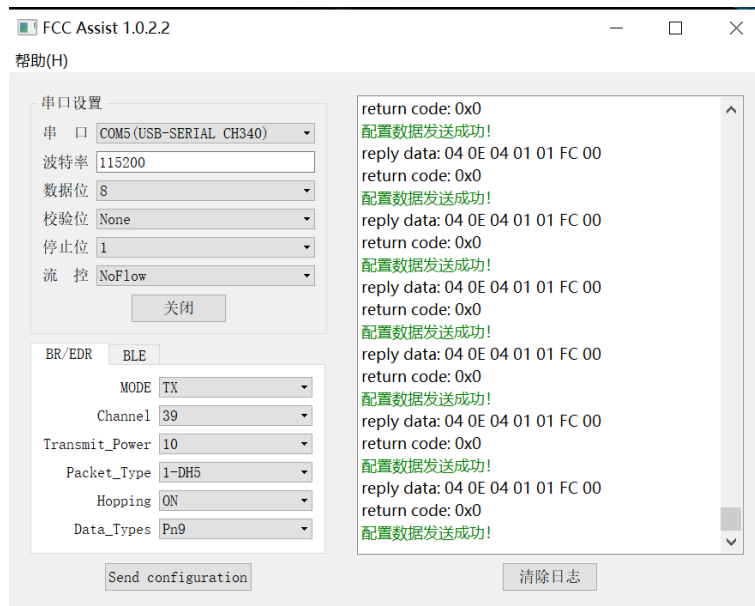 FCC Assist 1.0.2.2
帮助(H)
串口设置
串 口 COM5(USB-SERIAL CH340)
波特率 115200
数据位 8
校验位 None
停止位 1
流 控 NoFlow
关闭
BR/EDR BLE
MODE TX
Channel 39
Transmit_Power 10
Packet_Type 1-DH5
Hopping ON
Data_Types Pn9
Send configuration
return code: 0x0
配置数据发送成功!
reply data: 04 0E 04 01 01 FC 00
return code: 0x0
配置数据发送成功!
reply data: 04 0E 04 01 01 FC 00
return code: 0x0
配置数据发送成功!
reply data: 04 0E 04 01 01 FC 00
return code: 0x0
配置数据发送成功!
reply data: 04 0E 04 01 01 FC 00
return code: 0x0
配置数据发送成功!
reply data: 04 0E 04 01 01 FC 00
return code: 0x0
配置数据发送成功!
reply data: 04 0E 04 01 01 FC 00
return code: 0x0
配置数据发送成功!
清除日志